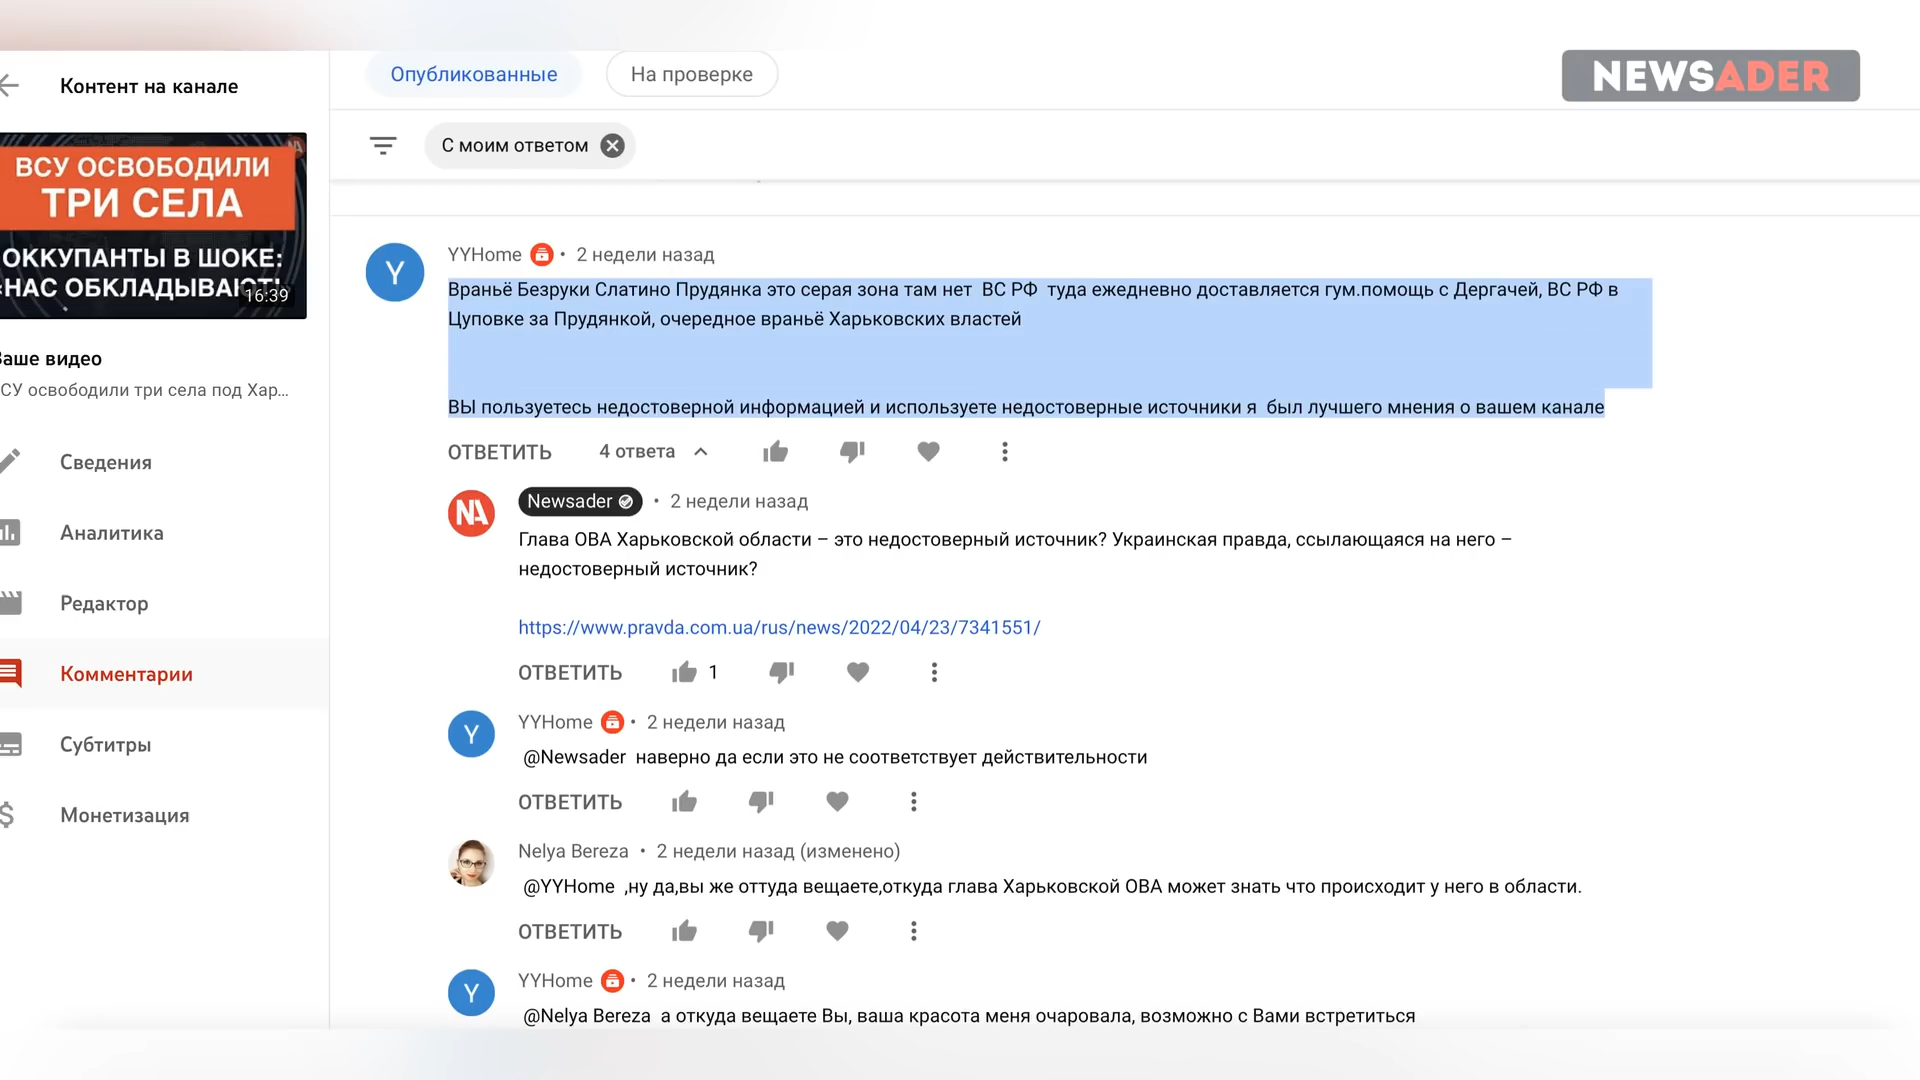 Контент на канале
Опубликованные
На проверке
NEWSADER
С моим ответом
ВСУ ОСВОБОДИЛИ
ТРИ СЕЛА
ОККУПАНТЫ В ШОКЕ:
«НАС ОБКЛАДЫВАЮТ!
16:39
Ваше видео
СУ освободили три села под Хар...
Сведения
Аналитика
Редактор
Комментарии
Субтитры
Монетизация
YYHome • 2 недели назад
Враньё Безруки Слатино Прудянка это серая зона там нет ВС РФ туда ежедневно доставляется гум.помощь с Дергачей, ВС РФ в
Цуповке за Прудянкой, очередное враньё Харьковских властей
ВЫ пользуетесь недостоверной информацией и используете недостоверные источники я был лучшего мнения о вашем канале
ОТВЕТИТЬ 4 ответа
Newsader • 2 недели назад
Глава ОВА Харьковской области – это недостоверный источник? Украинская правда, ссылающаяся на него –
недостоверный источник?
https://www.pravda.com.ua/rus/news/2022/04/23/7341551/
ОТВЕТИТЬ 1
YYHome • 2 недели назад
@Newsader наверно да если это не соответствует действительности
ОТВЕТИТЬ
Nelya Bereza • 2 недели назад (изменено)
@YYHome ,ну да,вы же оттуда вещаете,откуда глава Харьковской ОВА может знать что происходит у него в области.
ОТВЕТИТЬ
YYHome • 2 недели назад
@Nelya Bereza а откуда вещаете Вы, ваша красота меня очаровала, возможно с Вами встретиться